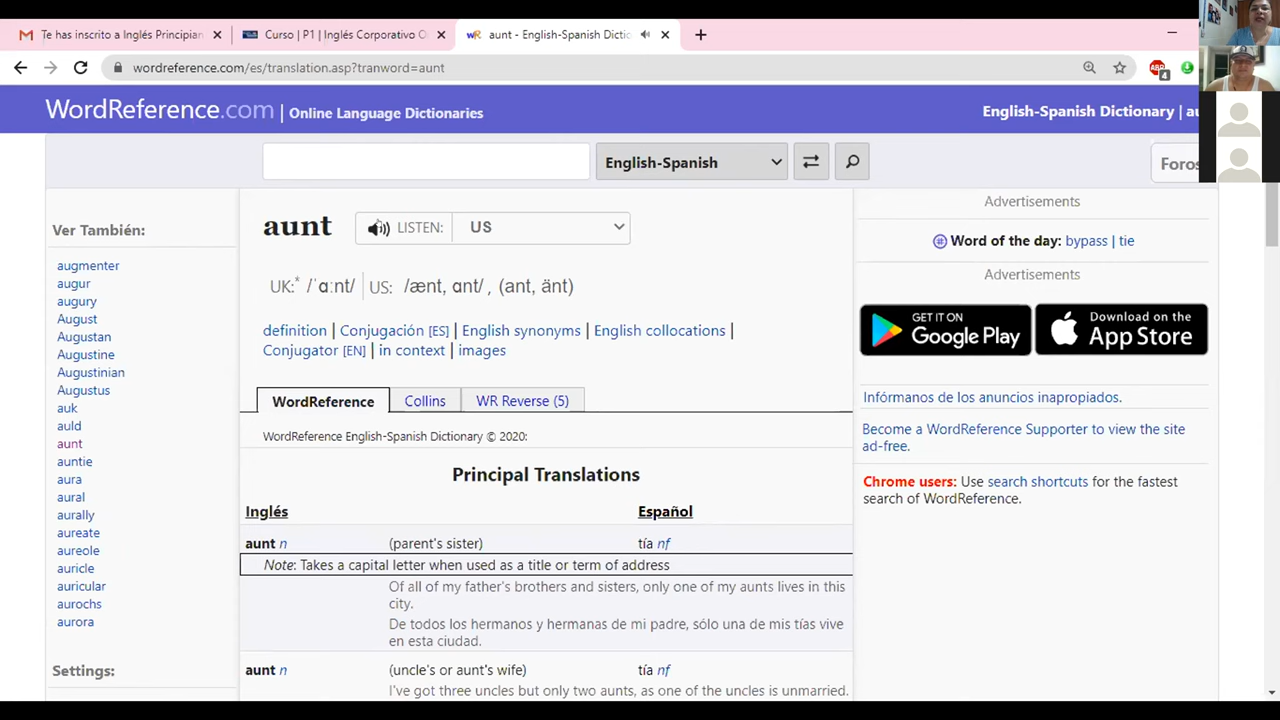 Te has inscrito a Inglés Principian
Curso | P1 | Inglés Corporativo O
aunt - English-Spanish Dictio
wordreference.com/es/translation.asp?tranword=aunt
ABP
4
WordReference.com | Online Language Dictionaries
English-Spanish Dictionary | au
English-Spanish
Foros
Ver También:
augmenter
augur
augury
August
Augustan
Augustine
Augustinian
Augustus
auk
auld
aunt
auntie
aura
aural
aurally
aureate
aureole
auricle
auricular
aurochs
aurora
Settings:
aunt
LISTEN:
US
UK:* /ˈɑːnt/ US: /ænt, ɑnt/ , (ant, änt)
definition | Conjugación [ES] | English synonyms | English collocations |
Conjugator [EN] | in context | images
WordReference
Collins
WR Reverse (5)
WordReference English-Spanish Dictionary © 2020:
Principal Translations
Inglés Español
aunt n (parent's sister) tía nf
Note: Takes a capital letter when used as a title or term of address
Of all of my father's brothers and sisters, only one of my aunts lives in this
city.
De todos los hermanos y hermanas de mi padre, sólo una de mis tías vive
en esta ciudad.
aunt n (uncle's or aunt's wife) tía nf
I've got three uncles but only two aunts, as one of the uncles is unmarried.
Advertisements
Word of the day: bypass | tie
Advertisements
GET IT ON
Google Play
Download on the
App Store
Infórmanos de los anuncios inapropiados.
Become a WordReference Supporter to view the site
ad-free.
Chrome users: Use search shortcuts for the fastest
search of WordReference.